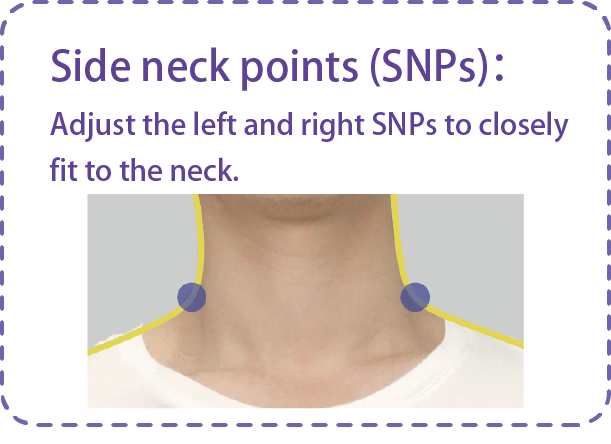 Side neck points (SNPs)：
Adjust the left and right SNPs to closely
fit to the neck.